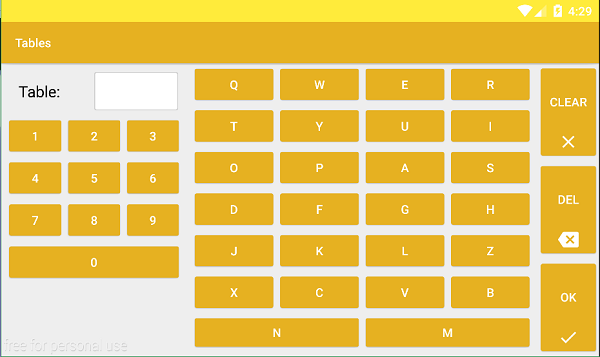 4:29
Tables
Table:
Q W E R
CLEAR
1 2 3
T Y U I
4 5 6
O P A S
DEL
7 8 9
D F G H
0
J K L Z
X C V B
OK
N M
free for personal use